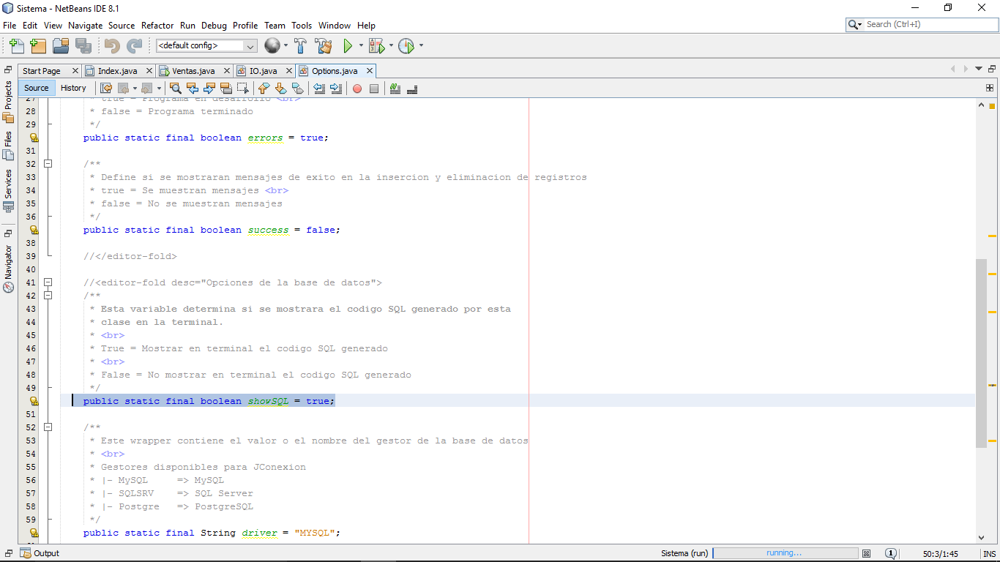 Sistema - NetBeans IDE 8.1
File Edit View Navigate Source Refactor Run Debug Profile Team Tools Window Help
Search (Ctrl+I)
<default config>
Start Page Index.java Ventas.java IO.java Options.java
Source History
Projects
Files
Services
Navigator
27 * true = Programa en desarrollo <br>
28 * false = Programa terminado
29 */
public static final boolean errors = true;
31
32 /**
33 * Define si se mostraran mensajes de exito en la insercion y eliminacion de registros
34 * true = Se muestran mensajes <br>
35 * false = No se muestran mensajes
36 */
public static final boolean success = false;
38
39 //</editor-fold>
40
41 //<editor-fold desc="Opciones de la base de datos">
42 /**
43 * Esta variable determina si se mostrara el codigo SQL generado por esta
44 * clase en la terminal.
45 * <br>
46 * True = Mostrar en terminal el codigo SQL generado
47 * <br>
48 * False = No mostrar en terminal el codigo SQL generado
49 */
public static final boolean showSQL = true;
51
52 /**
53 * Este wrapper contiene el valor o el nombre del gestor de la base de datos
54 * <br>
55 * Gestores disponibles para JConexion
56 * |- MySQL => MySQL
57 * |- SQLSRV => SQL Server
58 * |- Postgre => PostgreSQL
59 */
public static final String driver = "MYSQL";
Output
Sistema (run) running... 1 50:3/1:45 INS